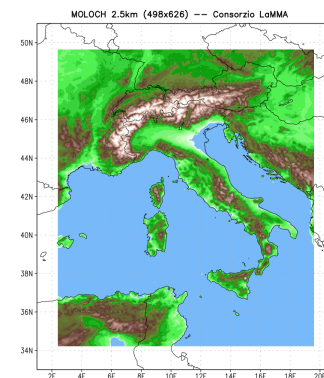 MOLOCH 2.5km (498x626) -- Consorzio LaMMA
50N
48N
46N
44N
42N
40N
38N
36N
34N
2E 4E 6E 8E 10E 12E 14E 16E 18E 20E